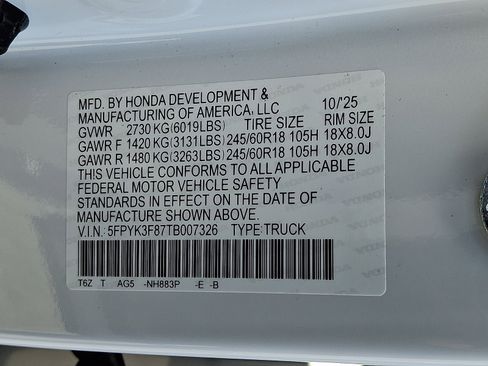 MFD. BY HONDA DEVELOPMENT &
MANUFACTURING OF AMERICA, LLC 10/'25
GVWR 2730 KG(6019LBS) TIRE SIZE RIM SIZE
GAWR F 1420 KG(3131LBS) 245/60R18 105H 18X8.0J
GAWR R 1480 KG(3263LBS) 245/60R18 105H 18X8.0J
THIS VEHICLE CONFORMS TO ALL APPLICABLE
FEDERAL MOTOR VEHICLE SAFETY
STANDARDS IN EFFECT ON THE DATE OF
MANUFACTURE SHOWN ABOVE.
V.I.N.: 5FPYK3F87TB007326 TYPE:TRUCK
T6Z T AG5 -NH883P -E -B